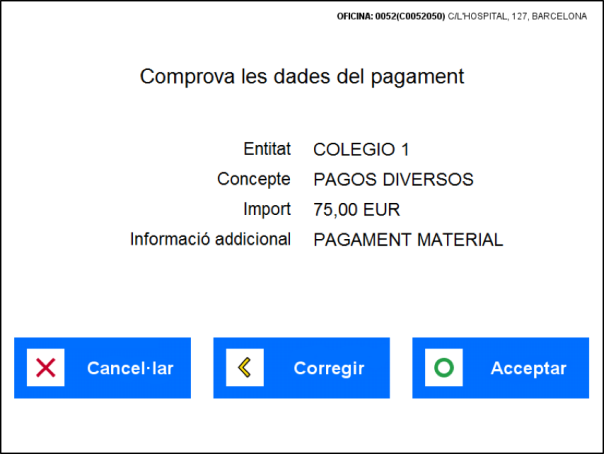 OFICINA: 0052(C0052050) C/L'HOSPITAL, 127, BARCELONA
Comprova les dades del pagament
Entitat COLEGIO 1
Concepte PAGOS DIVERSOS
Import 75,00 EUR
Informació addicional PAGAMENT MATERIAL
Cancel·lar Corregir Acceptar